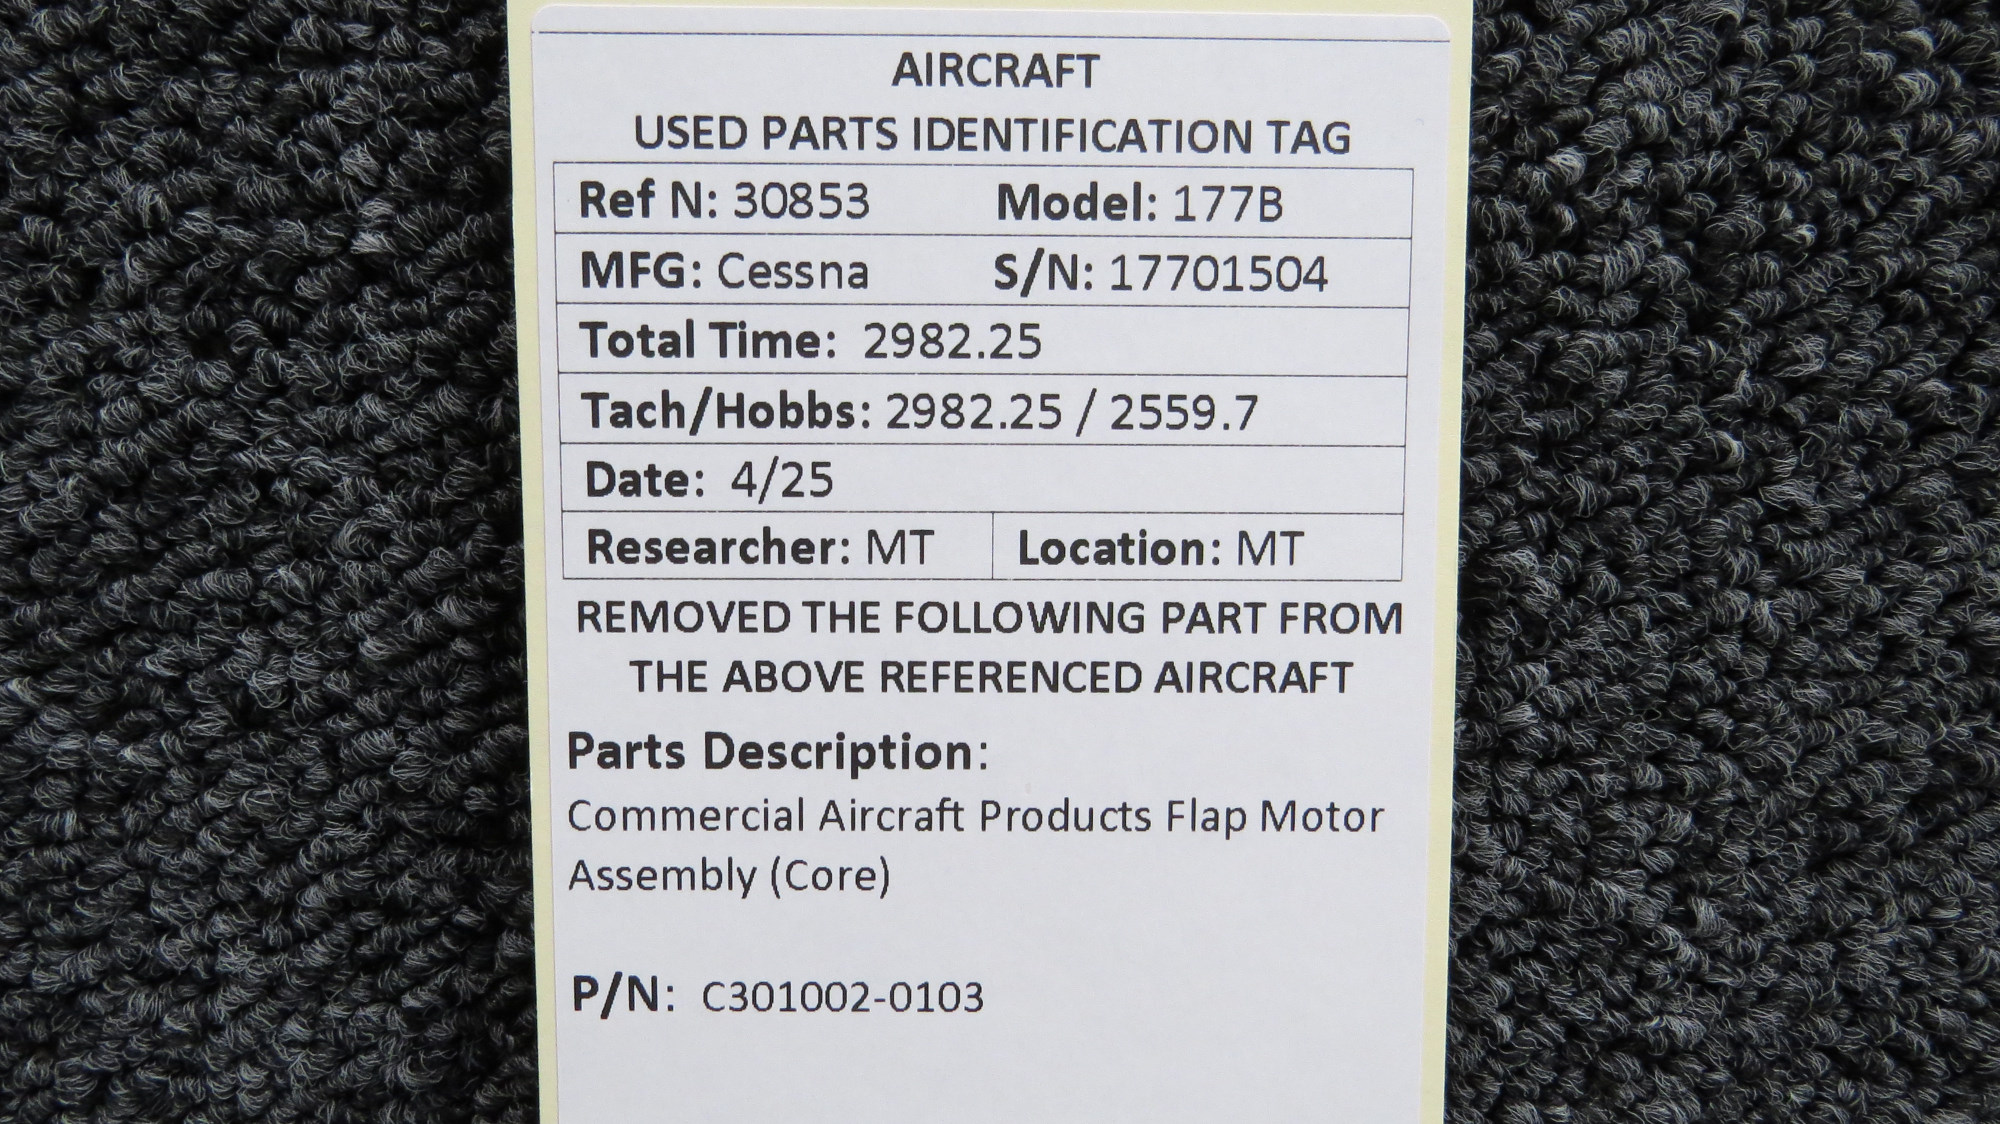 AIRCRAFT
USED PARTS IDENTIFICATION TAG
Ref N: 30853 Model: 177B
MFG: Cessna S/N: 17701504
Total Time: 2982.25
Tach/Hobbs: 2982.25 / 2559.7
Date: 4/25
Researcher: MT Location: MT
REMOVED THE FOLLOWING PART FROM
THE ABOVE REFERENCED AIRCRAFT
Parts Description:
Commercial Aircraft Products Flap Motor
Assembly (Core)
P/N: C301002-0103